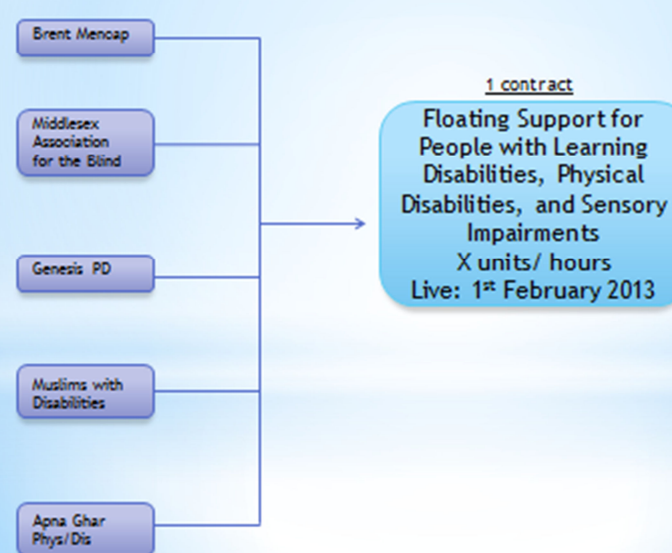 Brent Mencap
Middlesex
Association
for the Blind
Genesis PD
Muslims with
Disabilities
Apna Ghar
Phys/Dis
1 contract
Floating Support for
People with Learning
Disabilities, Physical
Disabilities, and Sensory
Impairments
X units/ hours
Live: 1st February 2013